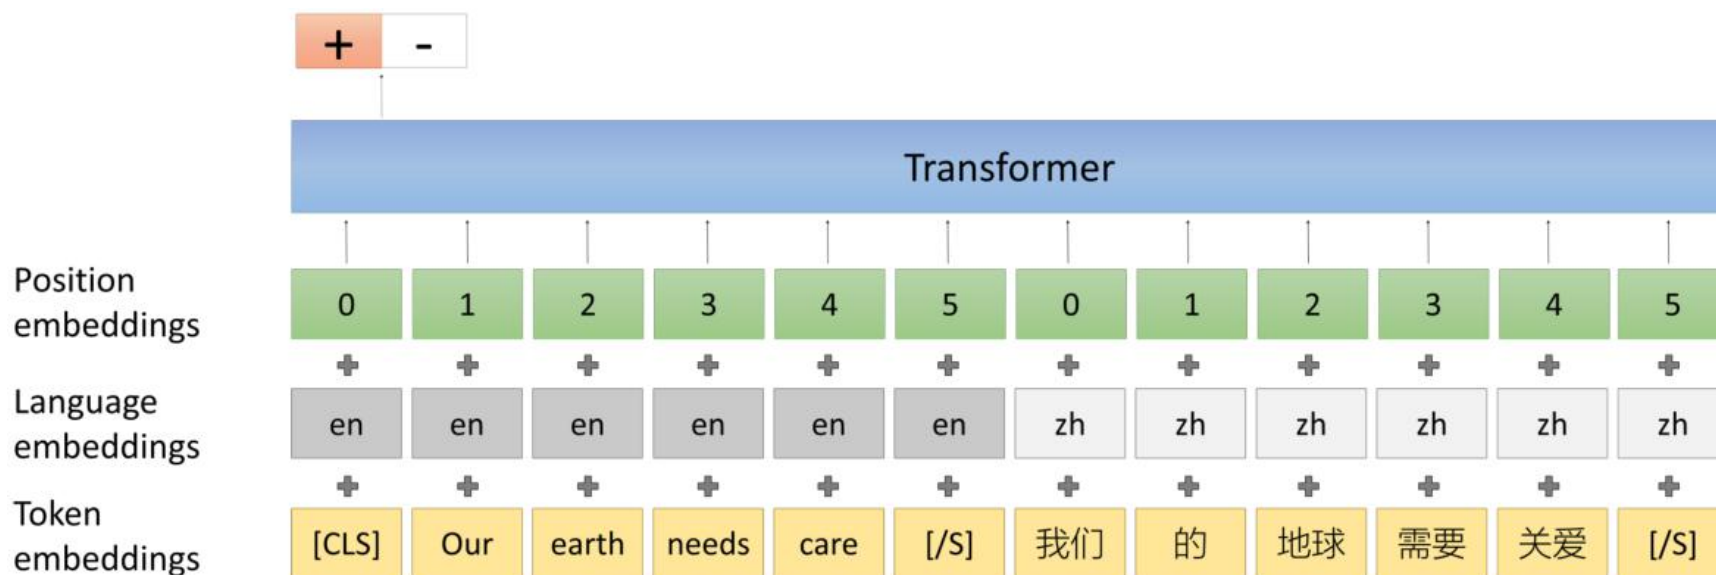 + -
Transformer
Position
embeddings
0 1 2 3 4 5 0 1 2 3 4 5
Language
embeddings
en en en en en en zh zh zh zh zh zh
Token
embeddings
[CLS] Our earth needs care [/S] 我们 的 地球 需要 关爱 [/S]